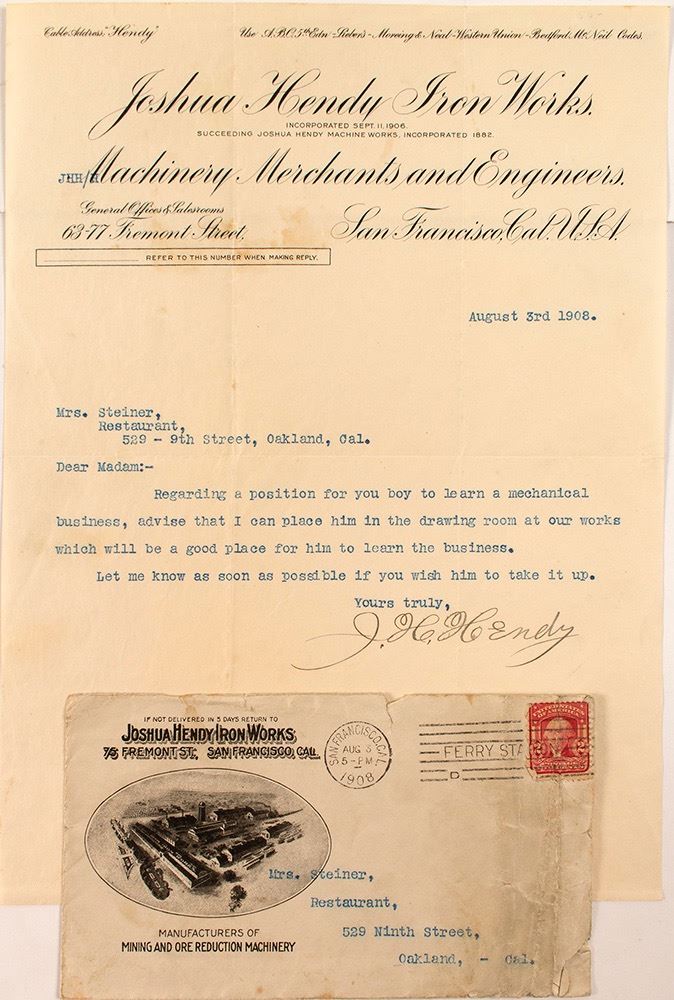 Cable Address, "Hendy"
Use A.B.C. 5th Edn - Liebers - Moreing & Neal - Western Union - Bedford McNeil Codes.
Joshua Hendy Iron Works.
INCORPORATED SEPT. 11, 1906.
SUCCEEDING JOSHUA HENDY MACHINE WORKS, INCORPORATED 1882.
JHH/H
Machinery Merchants and Engineers.
General Offices & Salesrooms
63-77 Fremont Street.
San Francisco, Cal. U.S.A.
REFER TO THIS NUMBER WHEN MAKING REPLY.
August 3rd 1908.
Mrs. Steiner,
Restaurant,
529 - 9th Street, Oakland, Cal.
Dear Madam:-
Regarding a position for you boy to learn a mechanical
business, advise that I can place him in the drawing room at our works
which will be a good place for him to learn the business.
Let me know as soon as possible if you wish him to take it up.
Yours truly,
J. H. Hendy
IF NOT DELIVERED IN 5 DAYS RETURN TO
JOSHUA HENDY IRON WORKS
75 FREMONT ST., SAN FRANCISCO, CAL.
SAN FRANCISCO, CAL.
AUG 3
5-PM
1908
FERRY STA
D
UNITED STATES
OF AMERICA
2 2
Mrs. Steiner,
Restaurant,
529 Ninth Street,
Oakland, - Cal.
MANUFACTURERS OF
MINING AND ORE REDUCTION MACHINERY